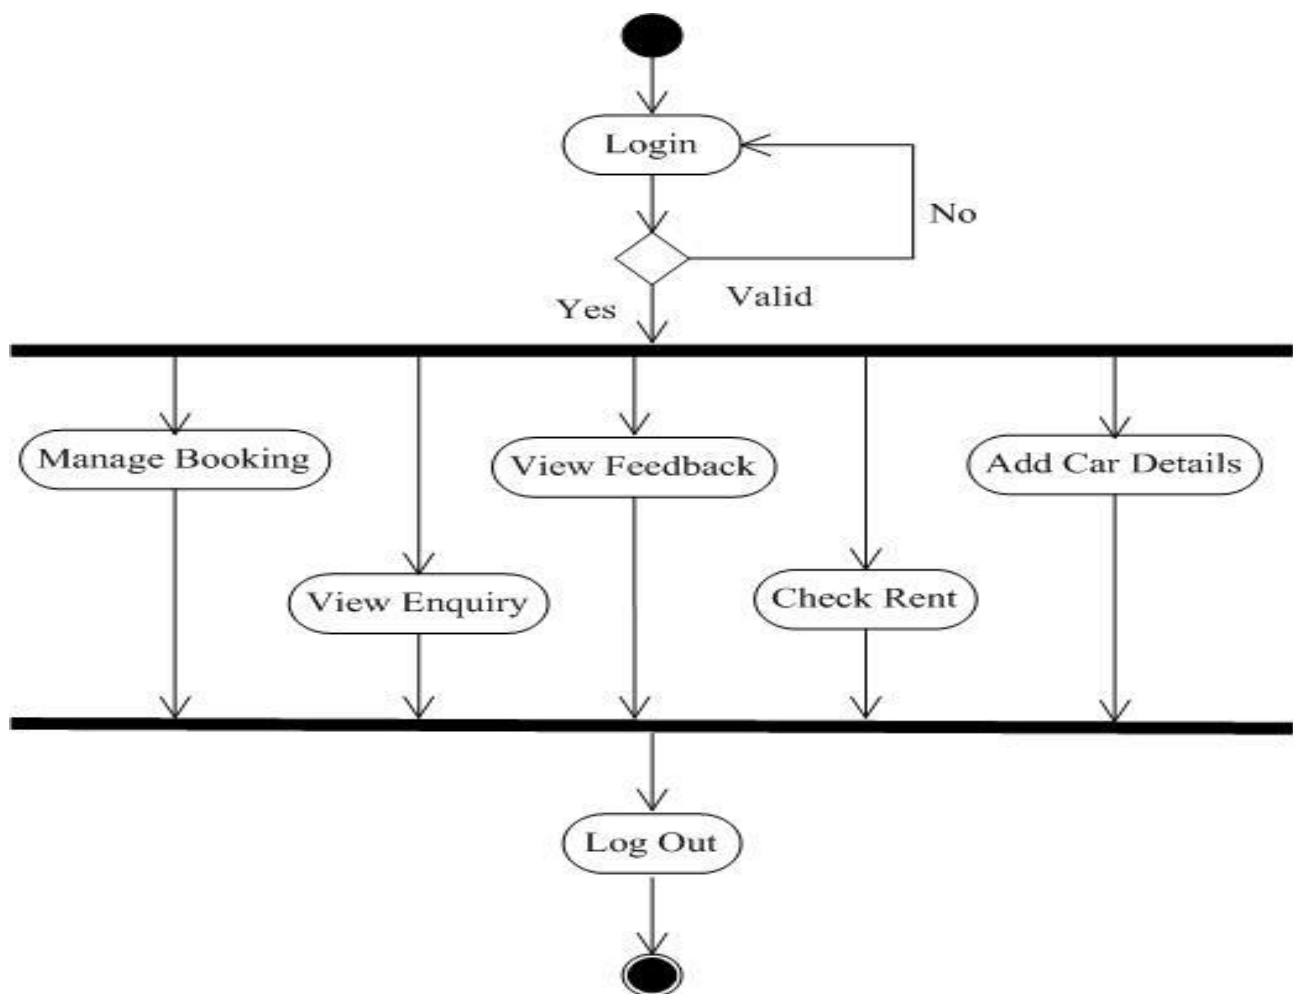 Login
No
Valid
Yes
Manage Booking
View Feedback
Add Car Details
View Enquiry
Check Rent
Log Out